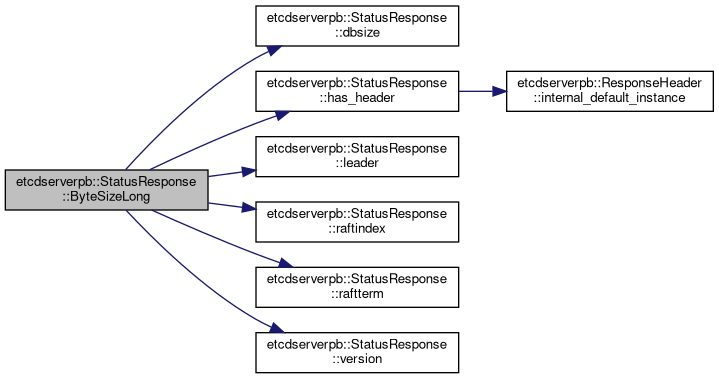 etcdserverpb::StatusResponse
::dbsize
etcdserverpb::StatusResponse
::has_header
etcdserverpb::ResponseHeader
::internal_default_instance
etcdserverpb::StatusResponse
::leader
etcdserverpb::StatusResponse
::ByteSizeLong
etcdserverpb::StatusResponse
::raftindex
etcdserverpb::StatusResponse
::raftterm
etcdserverpb::StatusResponse
::version